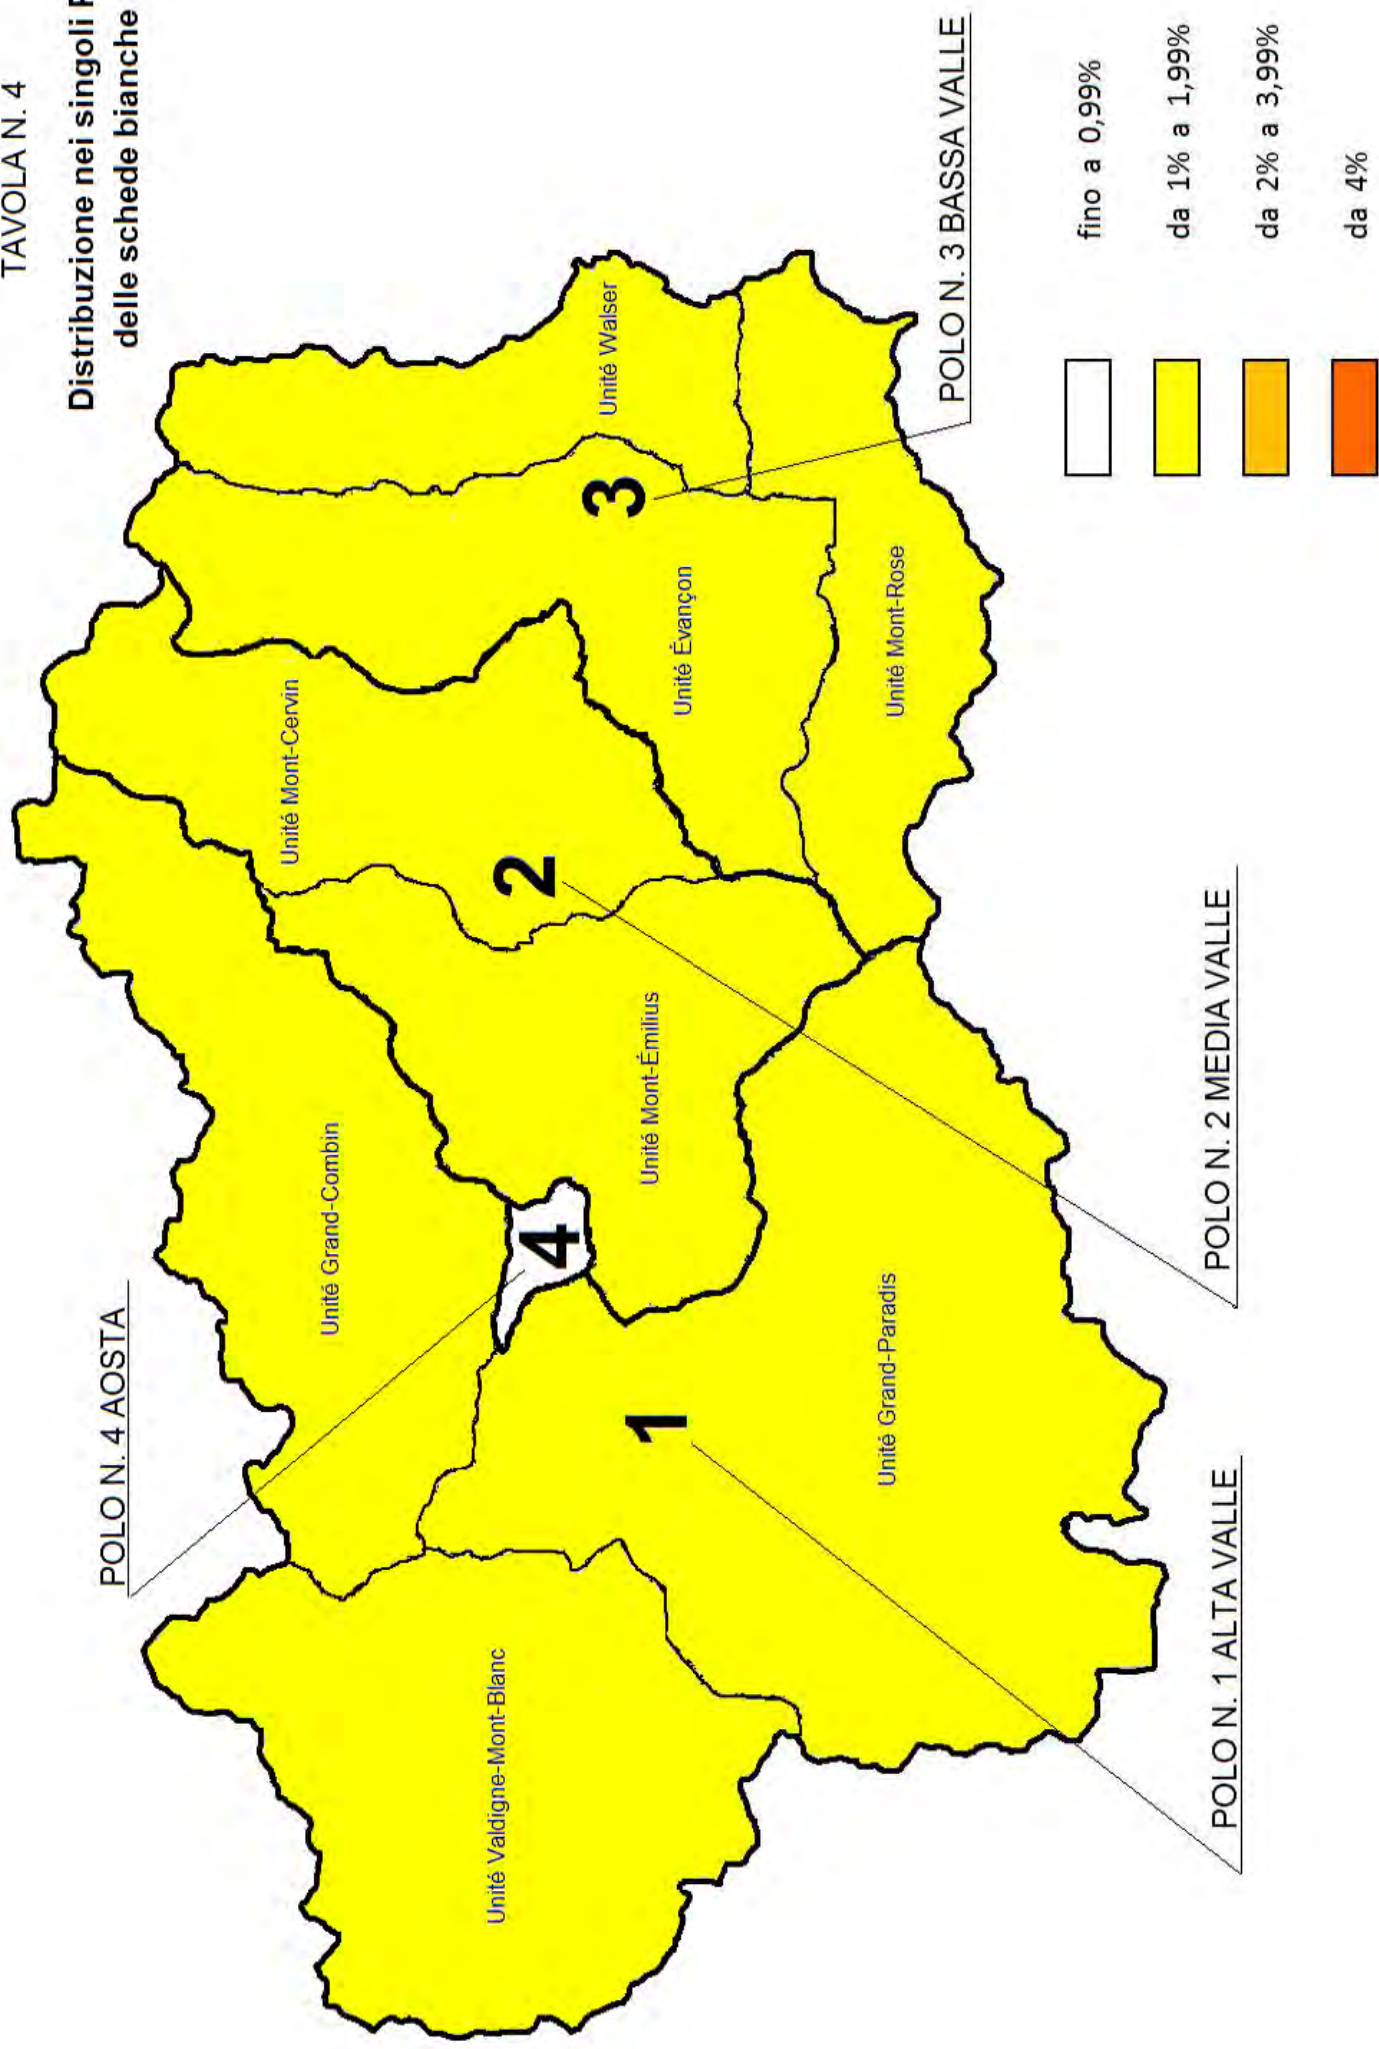 TAVOLA N. 4
Distribuzione nei singoli
delle schede bianche
POLO N. 4 AOSTA
Unité Valdigne-Mont-Blanc
Unité Grand-Combin
Unité Mont-Cervin
Unité Walser
Unité Évançon
Unité Mont-Émilius
Unité Mont-Rose
Unité Grand-Paradis
1
2
3
4
POLO N. 1 ALTA VALLE
POLO N. 2 MEDIA VALLE
POLO N. 3 BASSA VALLE
fino a 0,99%
da 1% a 1,99%
da 2% a 3,99%
da 4%